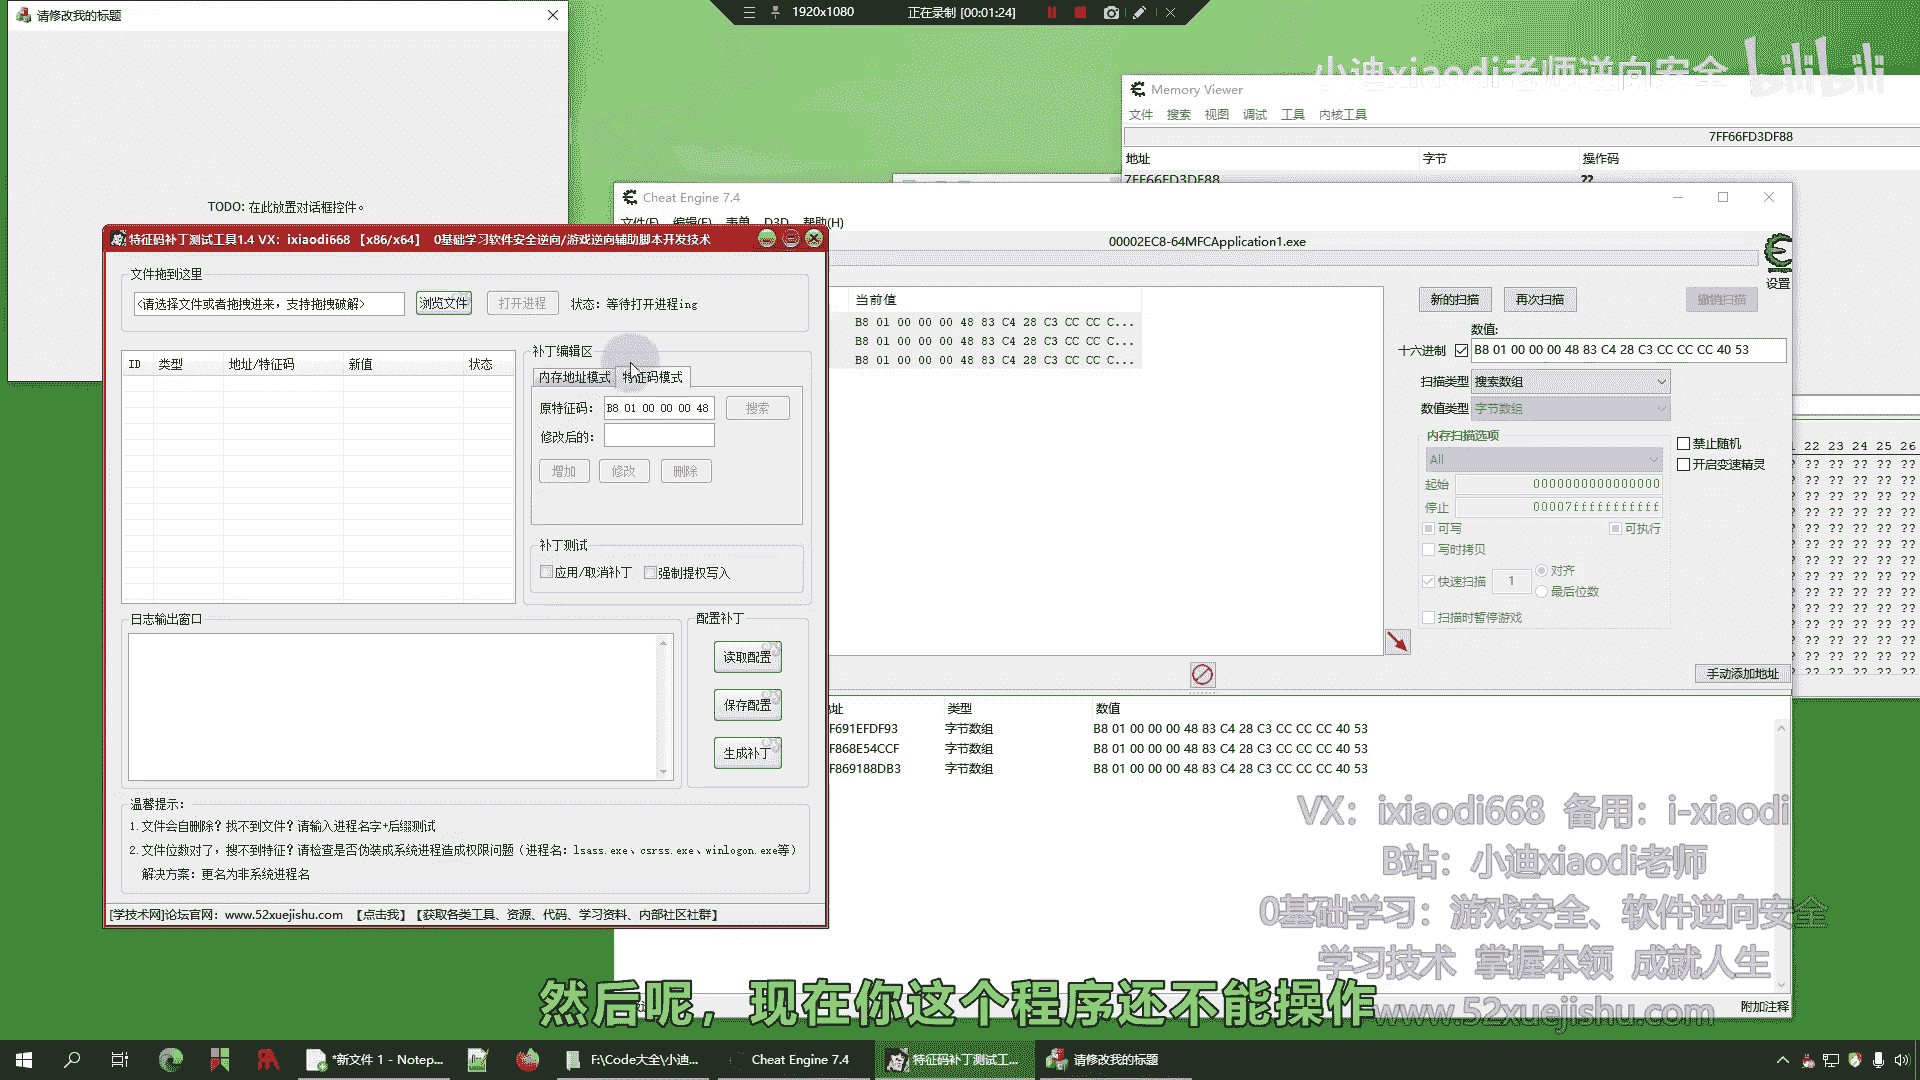 请修改我的标题
1920x1080
正在录制 [00:01:24]
小迪xiaodi老师逆向安全
bilibili
TODO: 在此放置对话框控件。
Memory Viewer
文件 搜索 视图 调试 工具 内核工具
7FF66FD3DF88
地址 字节 操作码
7FF66FD3DF88 ??
Cheat Engine 7.4
文件(F) 编辑(E) 表单 D3D 帮助(H)
00002EC8-64MFCApplication1.exe
设置
当前值
B8 01 00 00 00 48 83 C4 28 C3 CC CC C...
B8 01 00 00 00 48 83 C4 28 C3 CC CC C...
B8 01 00 00 00 48 83 C4 28 C3 CC CC C...
新的扫描 再次扫描 撤销扫描
数值:
十六进制 B8 01 00 00 00 48 83 C4 28 C3 CC CC CC 40 53
扫描类型 搜索数组
数值类型 字节数组
内存扫描选项
All
起始 0000000000000000
停止 00007fffffffffff
可写 可执行
写时拷贝
快速扫描 1 对齐
最后位数
扫描时暂停游戏
禁止随机
开启变速精灵
22 23 24 25 26
?? ?? ?? ?? ??
?? ?? ?? ?? ??
?? ?? ?? ?? ??
?? ?? ?? ?? ??
?? ?? ?? ?? ??
?? ?? ?? ?? ??
?? ?? ?? ?? ??
?? ?? ?? ?? ??
?? ?? ?? ?? ??
?? ?? ?? ?? ??
?? ?? ?? ?? ??
?? ?? ?? ?? ??
?? ?? ?? ?? ??
?? ?? ?? ?? ??
手动添加地址
址 类型 数值
F691EFDF93 字节数组 B8 01 00 00 00 48 83 C4 28 C3 CC CC CC 40 53
F868E54CCF 字节数组 B8 01 00 00 00 48 83 C4 28 C3 CC CC CC 40 53
F869188DB3 字节数组 B8 01 00 00 00 48 83 C4 28 C3 CC CC CC 40 53
附加注释
特征码补丁测试工具1.4 VX：ixiaodi668 【x86/x64】 0基础学习软件安全逆向/游戏逆向辅助脚本开发技术
文件拖到这里
<请选择文件或者拖拽进来，支持拖拽破解> 浏览文件 打开进程 状态：等待打开进程ing
ID 类型 地址/特征码 新值 状态
补丁编辑区
内存地址模式 特征码模式
原特征码： B8 01 00 00 00 48 搜索
修改后的：
增加 修改 删除
补丁测试
应用/取消补丁 强制提权写入
日志输出窗口
配置补丁
读取配置
保存配置
生成补丁
温馨提示：
1.文件会自删除？找不到文件？请输入进程名字+后缀测试
2.文件位数对了，搜不到特征？请检查是否伪装成系统进程造成权限问题（进程名：lsass.exe、csrss.exe、winlogon.exe等）
解决方案：更名为非系统进程名
[学技术网]论坛官网：www.52xuejishu.com 【点击我】【获取各类工具、资源、代码、学习资料、内部社区社群】
VX：ixiaodi668 备用：i-xiaodi
B站：小迪xiaodi老师
0基础学习：游戏安全、软件逆向安全
学习技术 掌握本领 成就人生
www.52xuejishu.com
然后呢，现在你这个程序还不能操作
*新文件 1 - Notep...
F:\Code大全\小迪...
Cheat Engine 7.4
特征码补丁测试工...
请修改我的标题